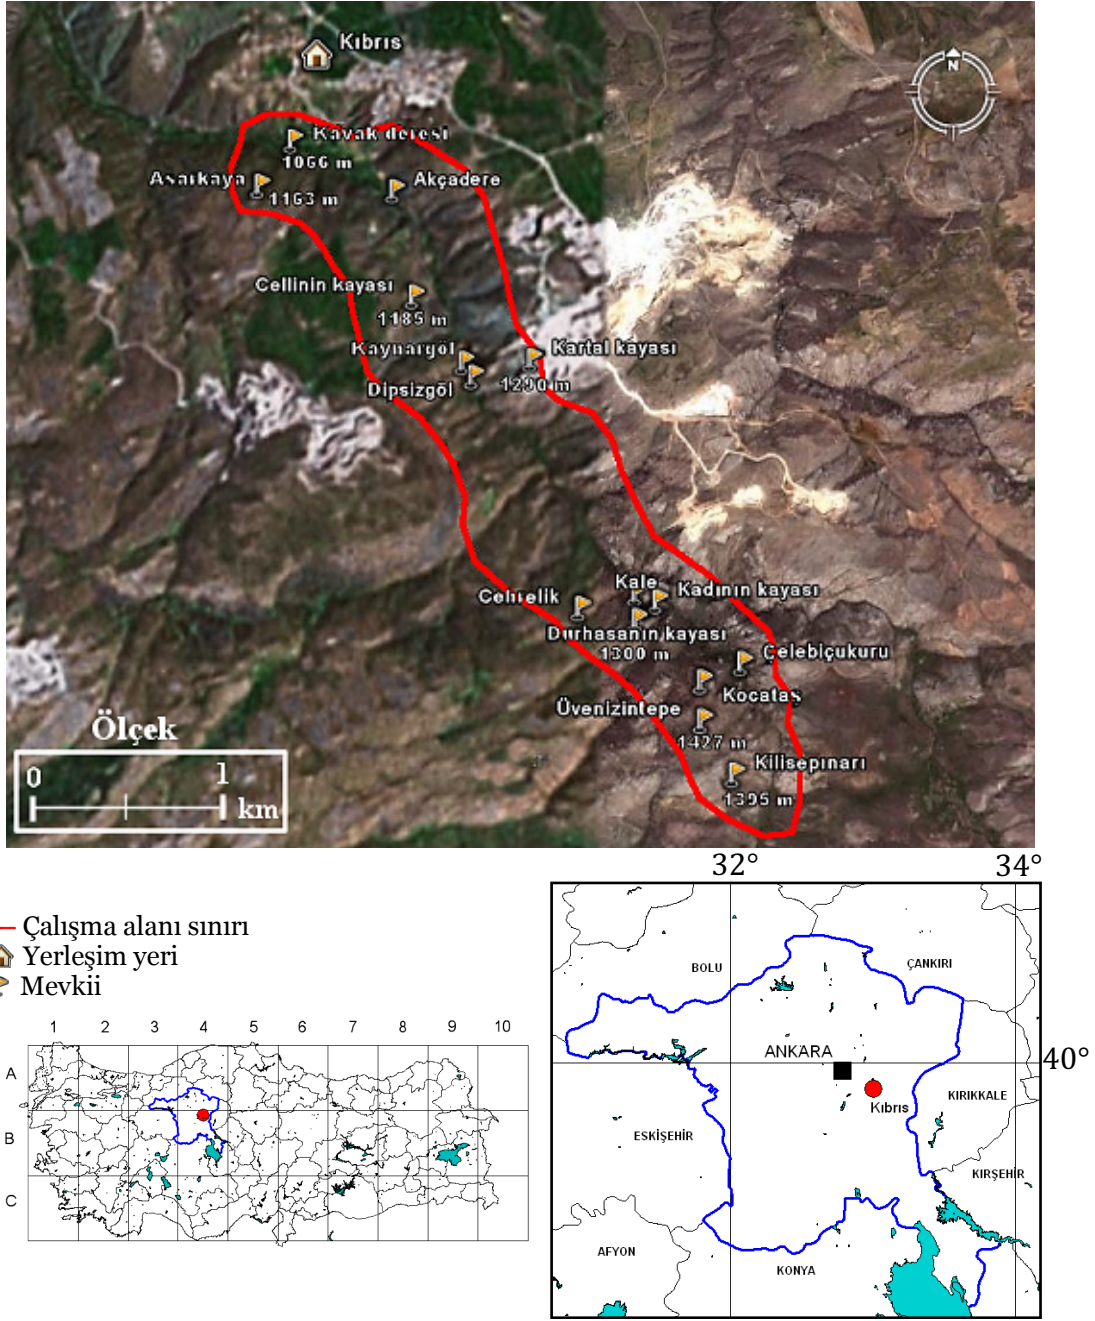 Kıbrıs
N
Kavak deresi
1066 m
Asarkaya
1163 m
Akçadere
Cellinin kayası
1185 m
Kaynargöl
Kartal kayası
Dipsizgöl
1290 m
Kale
Cehrelik
Kadının kayası
Durhasanın kayası
1300 m
Çelebiçukuru
Kocataş
Üvenizintepe
1427 m
Kilisepınarı
1395 m
Ölçek
0 1
km
32° 34°
Çalışma alanı sınırı
Yerleşim yeri
Mevkii
1 2 3 4 5 6 7 8 9 10
A
B
C
BOLU
ÇANKIRI
ANKARA
40°
Kıbrıs
KIRIKKALE
ESKİŞEHİR
KIRŞEHİR
AFYON
KONYA